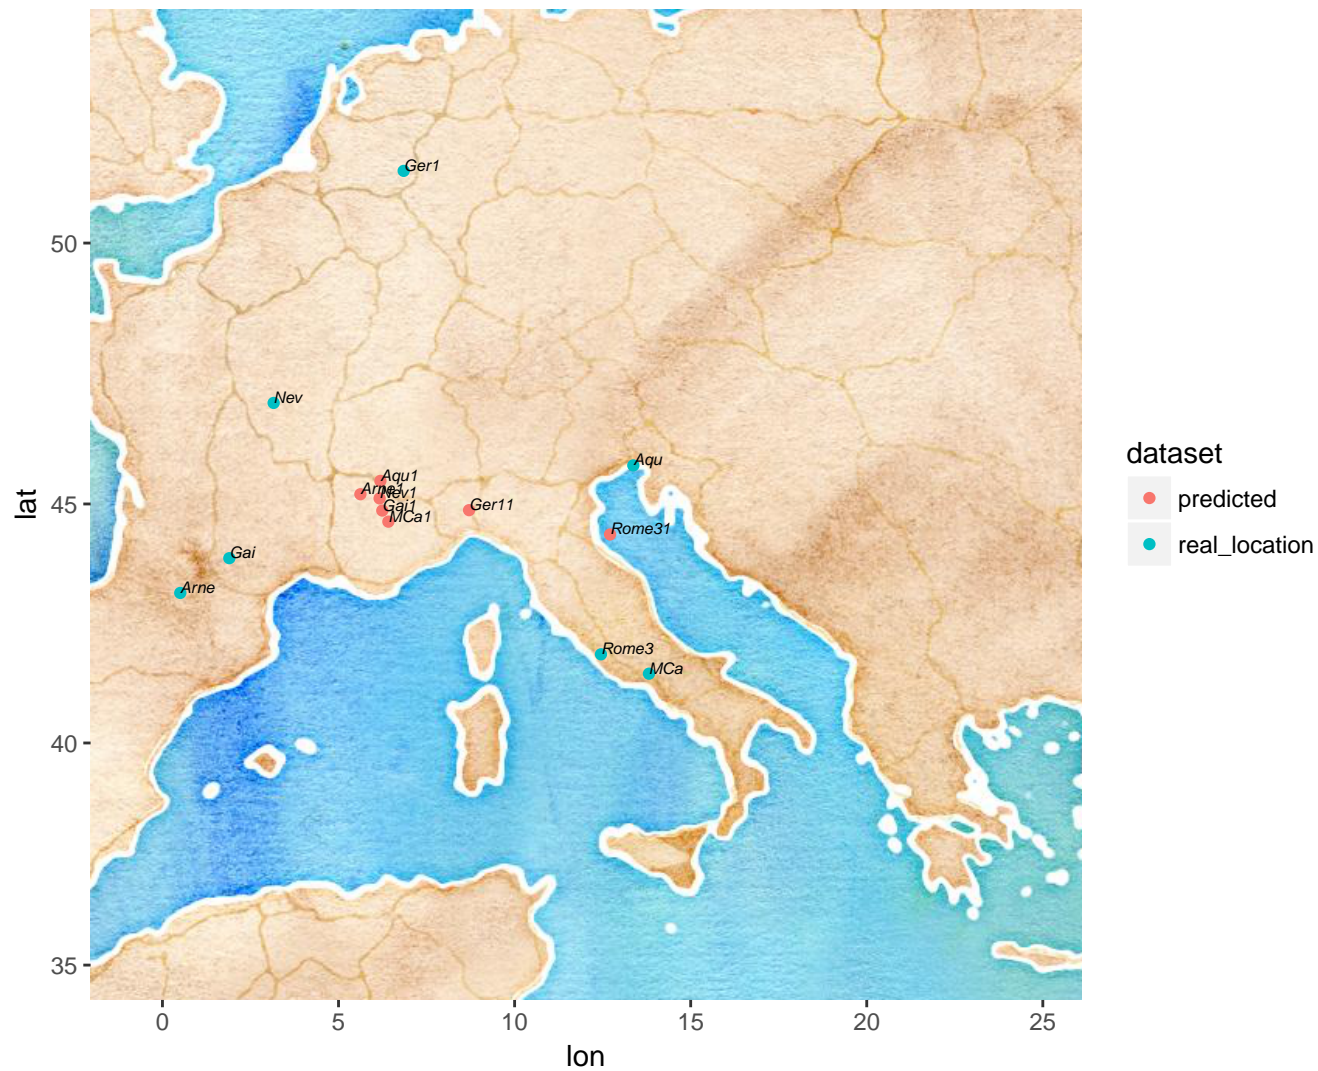 Ger1
50
Nev
Aqu
dataset
Aqu1
Arne1
Nev1
predicted
45
Gai1
Ger11
MCa1
Rome31
lat
real_location
Gai
Arne
Rome3
MCa
40
35
0
5
10
15
20
25
lon